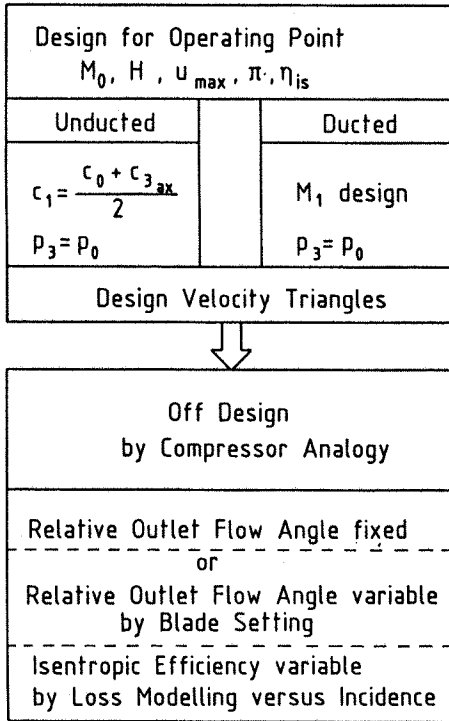 Design for Operating Point
M₀, H, u_max, π, η_is
Unducted
c₁ = (c₀ + c₃ax) / 2
p₃ = p₀
Ducted
M₁ design
p₃ = p₀
Design Velocity Triangles
Off Design
by Compressor Analogy
Relative Outlet Flow Angle fixed
or
Relative Outlet Flow Angle variable
by Blade Setting
Isentropic Efficiency variable
by Loss Modelling versus Incidence